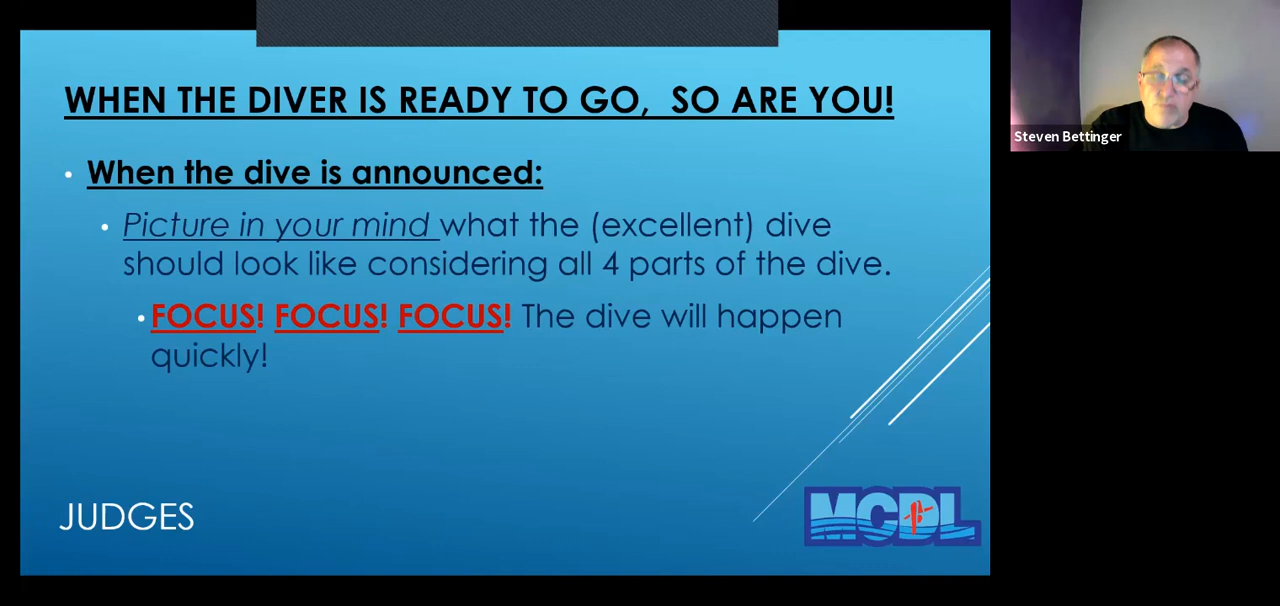 WHEN THE DIVER IS READY TO GO, SO ARE YOU!
When the dive is announced:
Picture in your mind what the (excellent) dive
should look like considering all 4 parts of the dive.
FOCUS! FOCUS! FOCUS! The dive will happen
quickly!
JUDGES
MCDL
Steven Bettinger